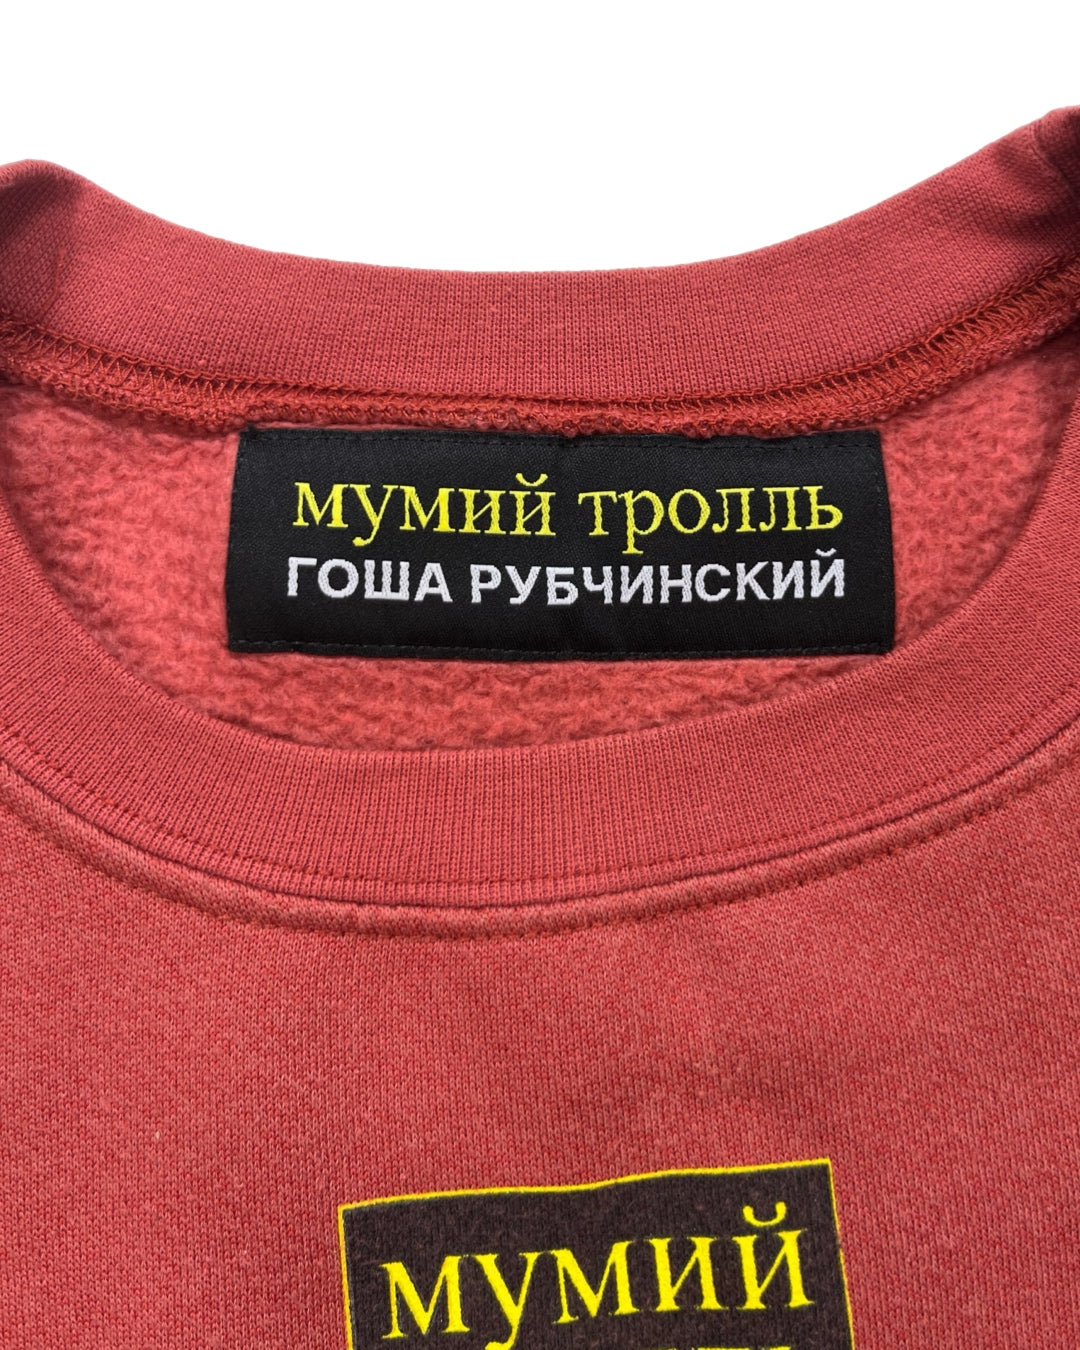 мумий тролль
ГОША РУБЧИНСКИЙ
мумий